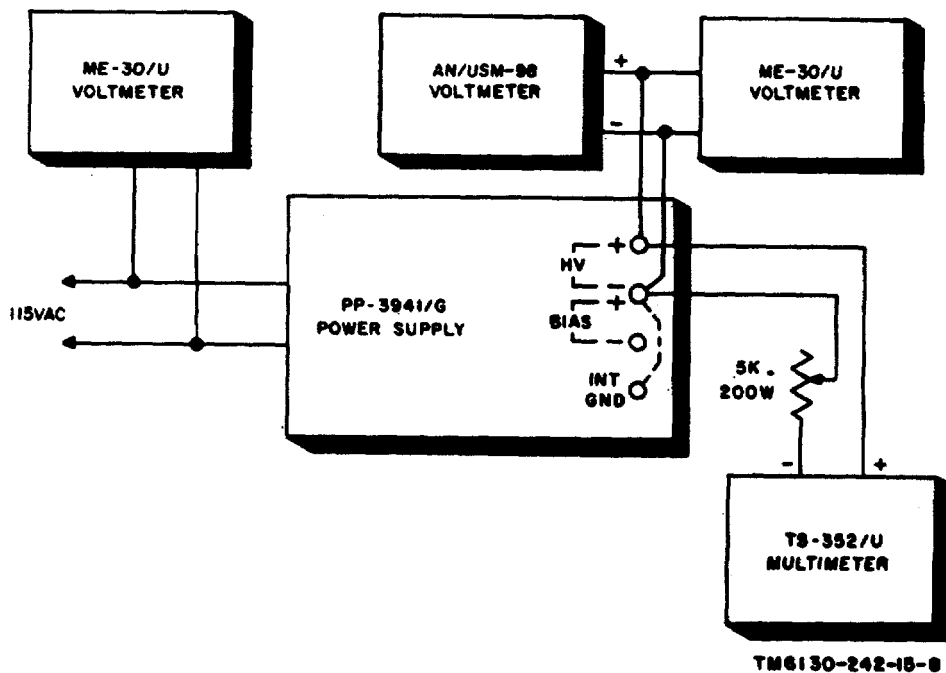 ME-30/U
VOLTMETER
AN/USM-98
VOLTMETER
ME-30/U
VOLTMETER
+
-
115VAC
PP-3941/G
POWER SUPPLY
HV
+
-
BIAS
+
-
INT
GND
5K
200W
-
+
TS-352/U
MULTIMETER
TM6130-242-15-8